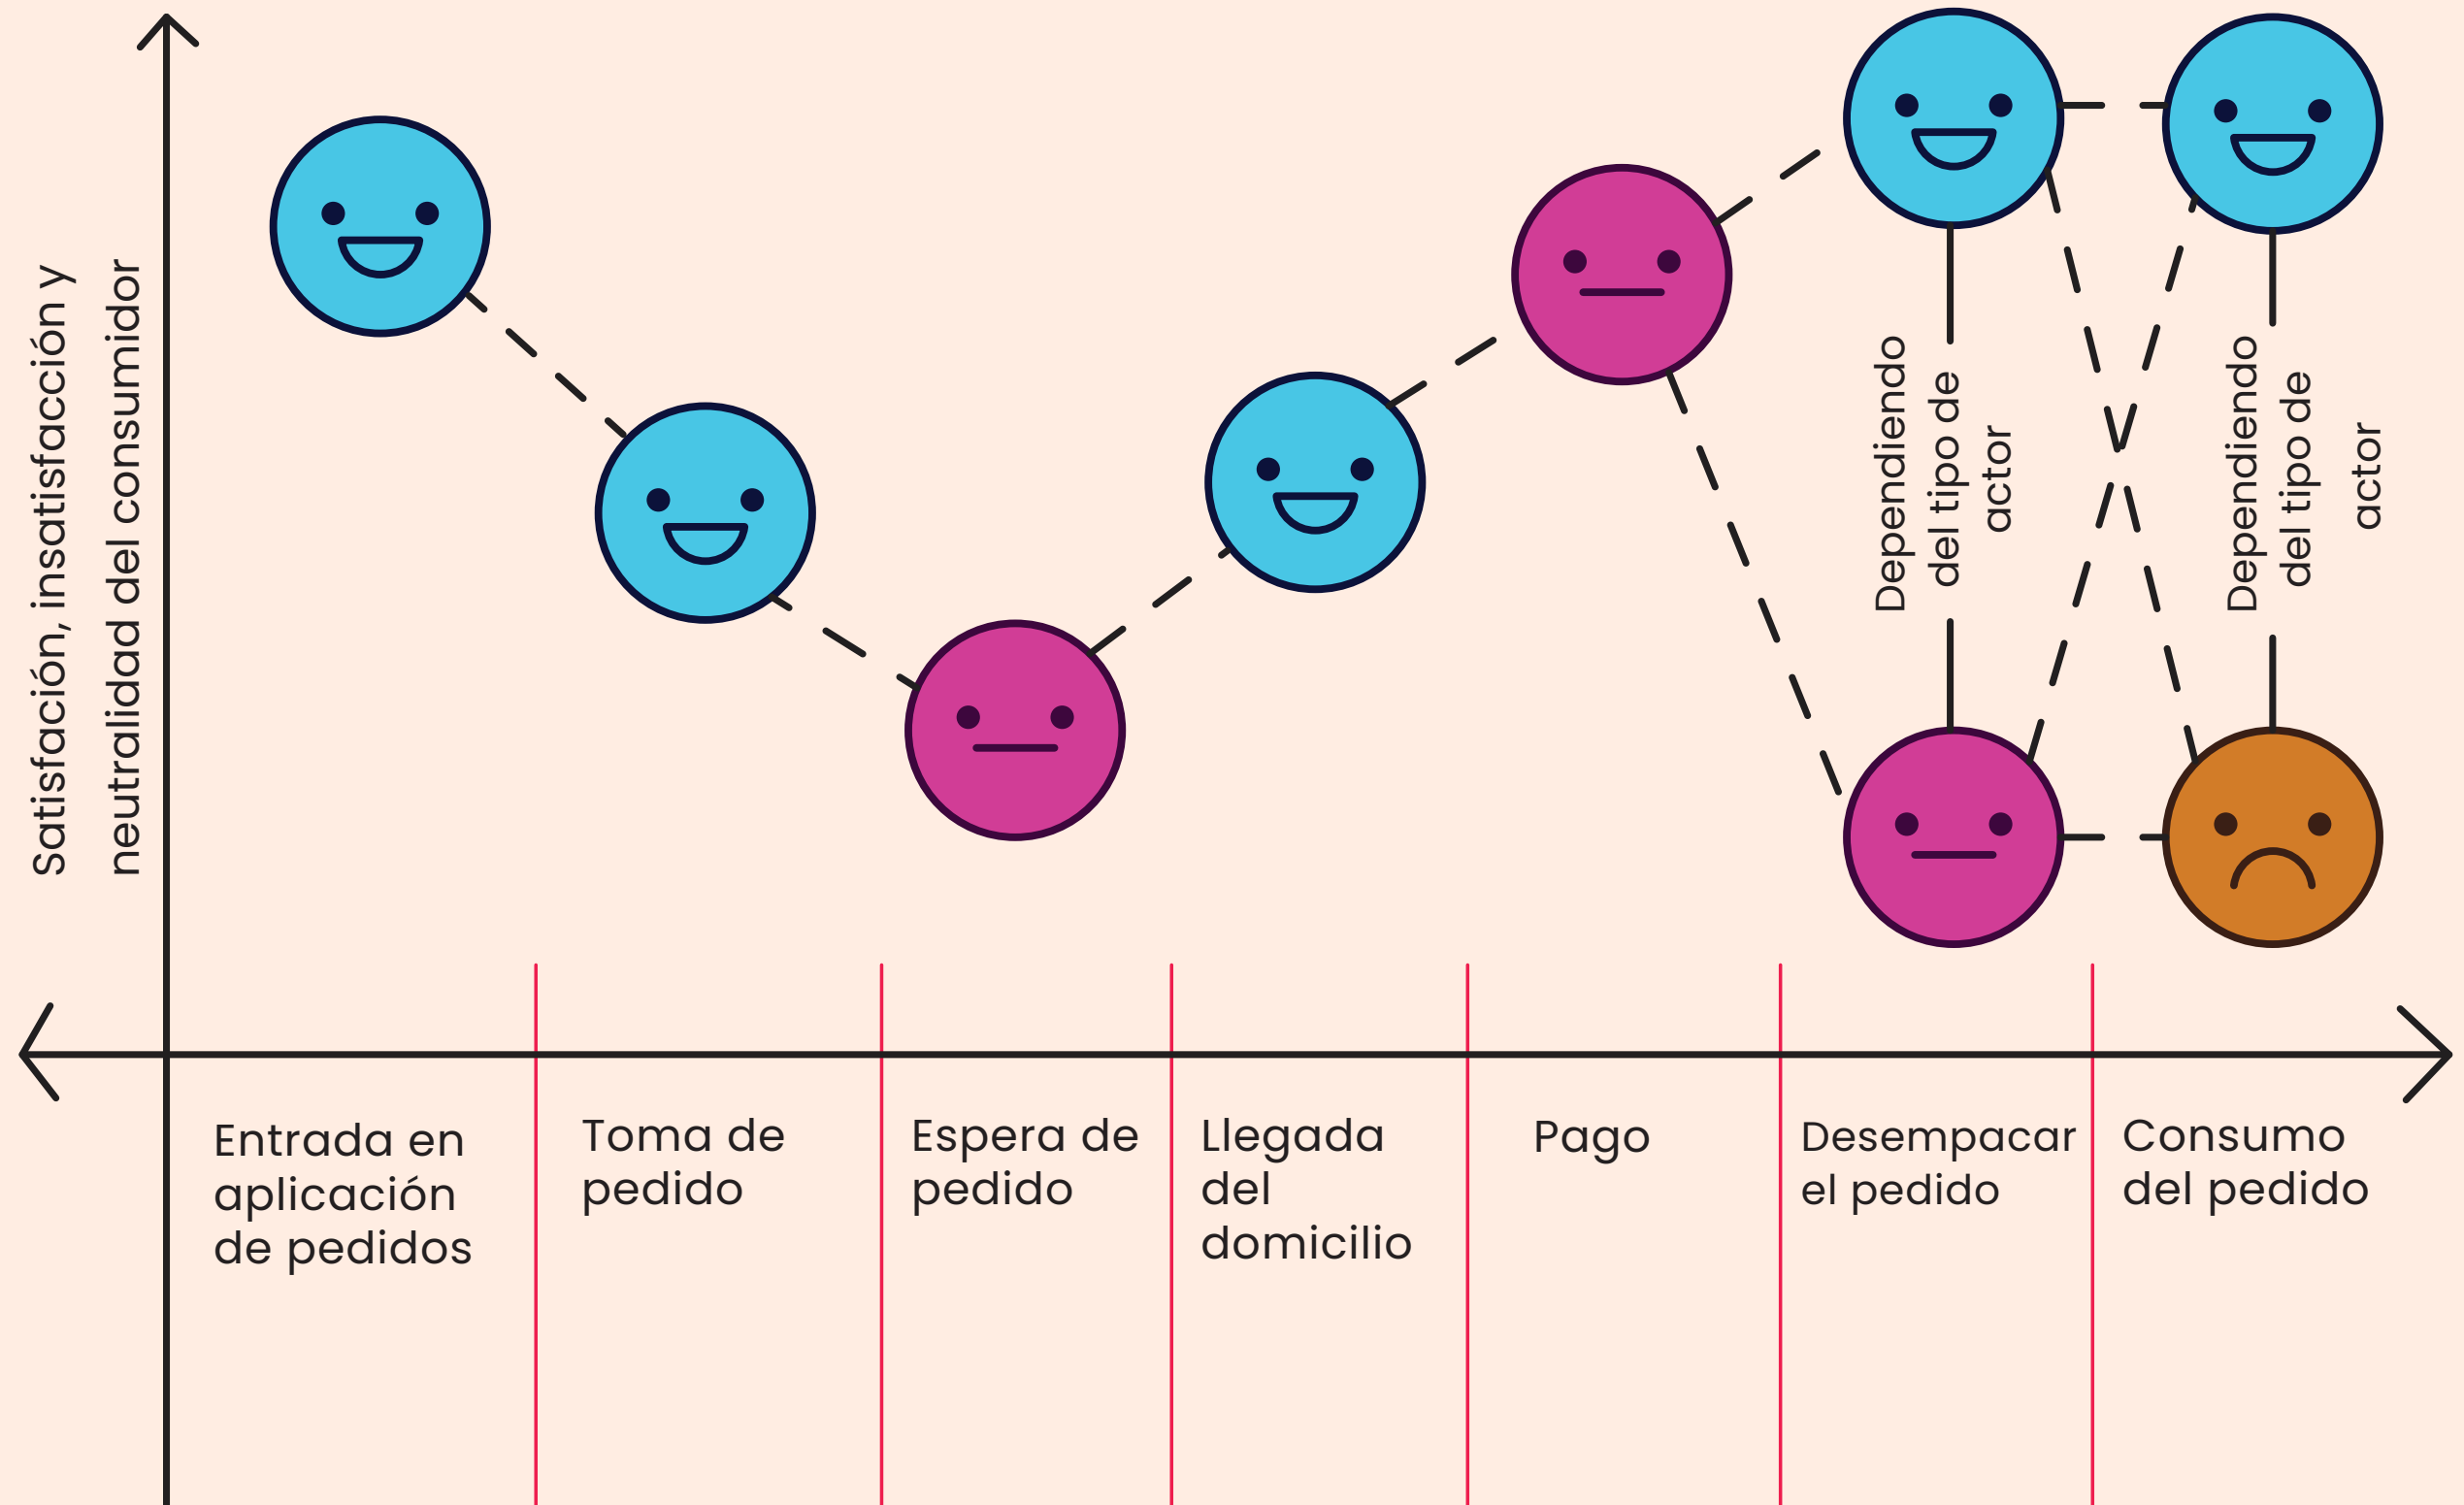 Satisfación, insatisfacción y
neutralidad del consumidor
Dependiendo
del tipo de
actor
Dependiendo
del tipo de
actor
Entrada en
aplicación
de pedidos
Toma de
pedido
Espera de
pedido
Llegada
del
domicilio
Pago
Desempacar
el pedido
Consumo
del pedido